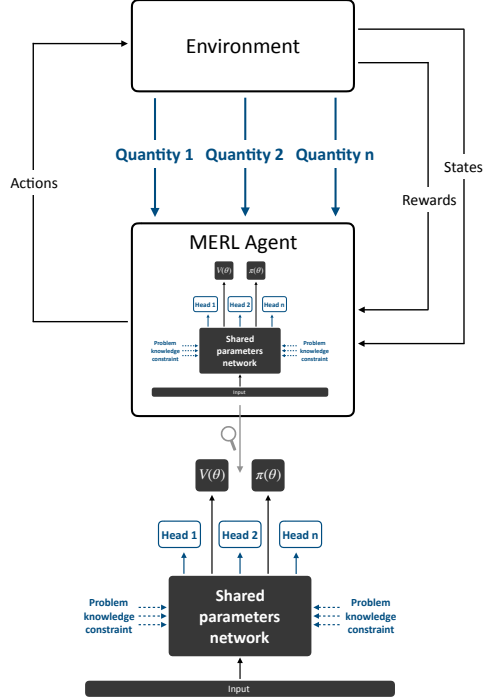 Environment
Quantity 1 Quantity 2 Quantity n
Actions
States
Rewards
MERL Agent
V(θ) π(θ)
Head 1 Head 2 Head n
Problem
knowledge
constraint
Shared
parameters
network
Problem
knowledge
constraint
Input
V(θ) π(θ)
Head 1 Head 2 Head n
Problem
knowledge
constraint
Shared
parameters
network
Problem
knowledge
constraint
Input